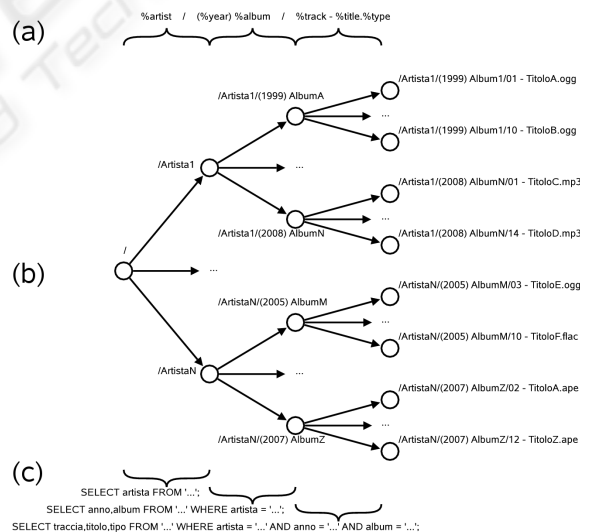 (a)
%artist / (%year) %album / %track - %title.%type
/Artista1/(1999) Album1/01 - TitoloA.ogg
/Artista1/(1999) AlbumA
...
/Artista1/(1999) Album1/10 - TitoloB.ogg
/Artista1
...
/Artista1/(2008) AlbumN/01 - TitoloC.mp3
...
/Artista1/(2008) AlbumN
/Artista1/(2008) AlbumN/14 - TitoloD.mp3
/
(b)
...
/ArtistaN/(2005) AlbumM/03 - TitoloE.ogg
/ArtistaN/(2005) AlbumM
...
/ArtistaN/(2005) AlbumM/10 - TitoloF.flac
/ArtistaN
...
/ArtistaN/(2007) AlbumZ/02 - TitoloA.ape
...
/ArtistaN/(2007) AlbumZ
/ArtistaN/(2007) AlbumZ/12 - TitoloZ.ape
(c)
SELECT artista FROM '...';
SELECT anno,album FROM '...' WHERE artista = '...';
SELECT traccia,titolo,tipo FROM '...' WHERE artista = '...' AND anno = '...' AND album = '...';